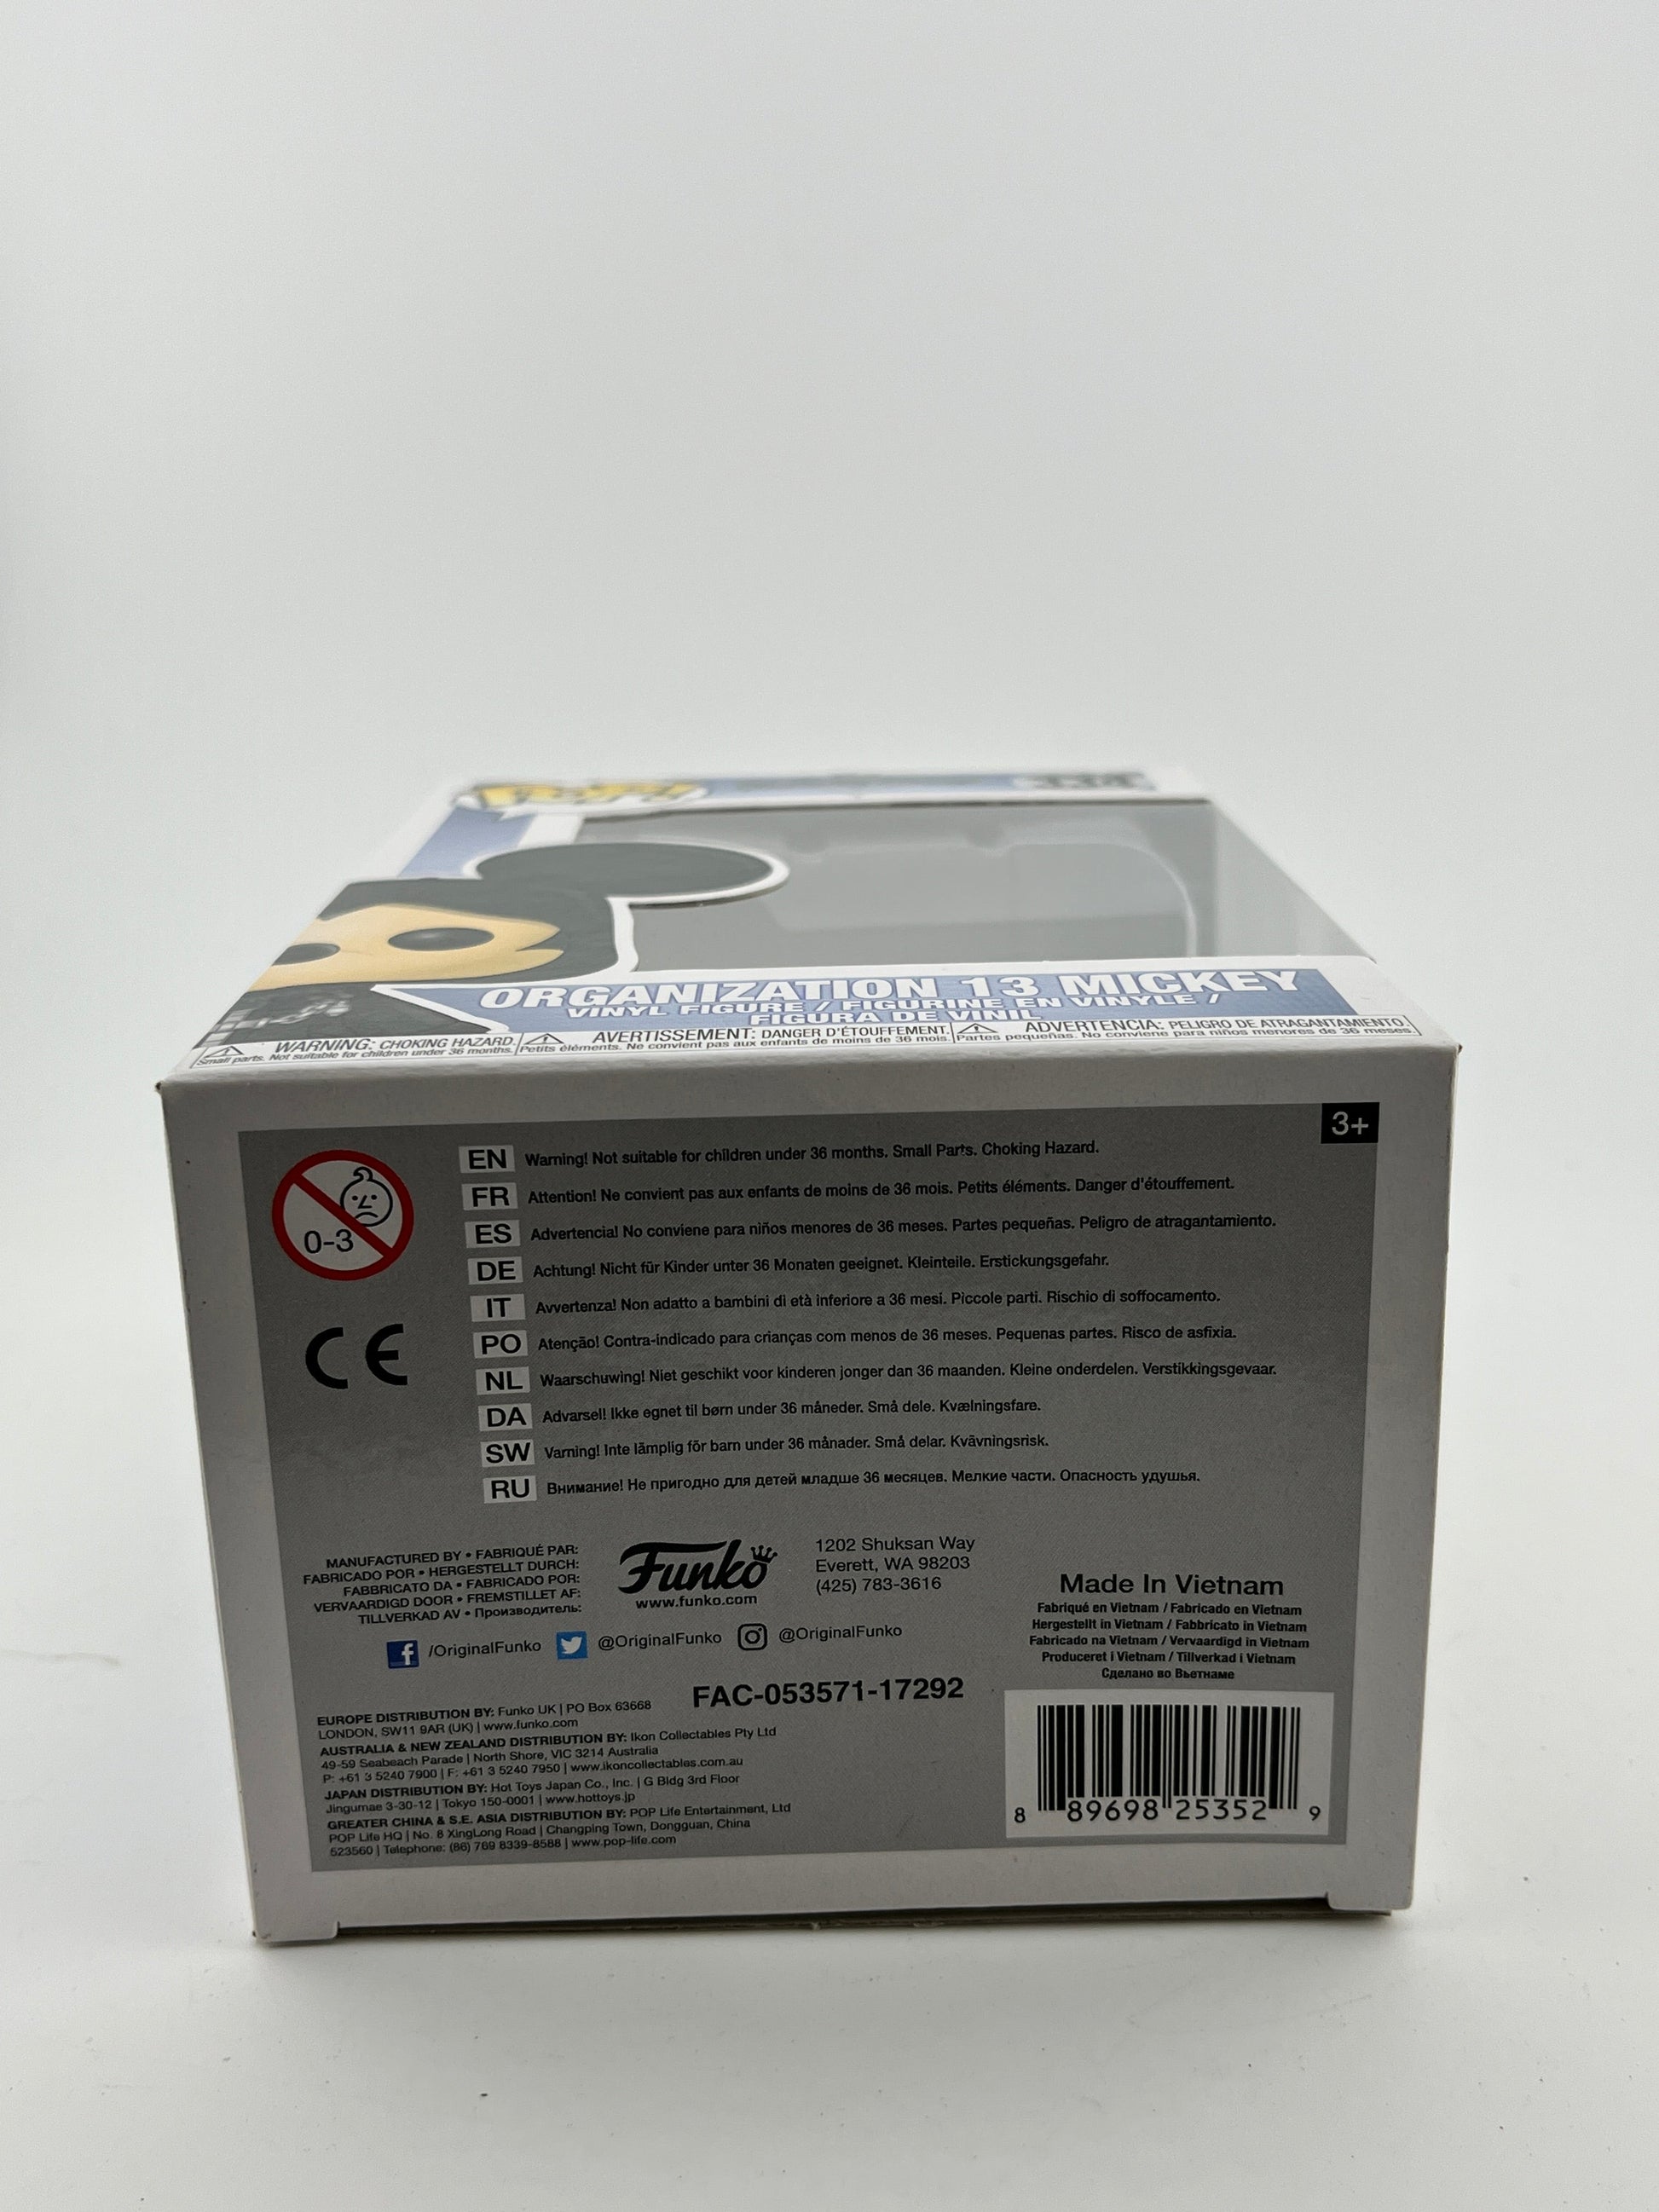 POP!
334
ORGANIZATION 13 MICKEY
VINYL FIGURE / FIGURINE EN VINYLE /
FIGURA DE VINIL
WARNING: CHOKING HAZARD.
Small parts. Not suitable for children under 36 months.
AVERTISSEMENT: DANGER D'ÉTOUFFEMENT.
Petits éléments. Ne convient pas aux enfants de moins de 36 mois.
ADVERTENCIA: PELIGRO DE ATRAGANTAMIENTO.
Partes pequeñas. No conviene para niños menores de 36 meses.
3+
0-3
CE
EN Warning! Not suitable for children under 36 months. Small Parts. Choking Hazard.
FR Attention! Ne convient pas aux enfants de moins de 36 mois. Petits éléments. Danger d'étouffement.
ES Advertencia! No conviene para niños menores de 36 meses. Partes pequeñas. Peligro de atragantamiento.
DE Achtung! Nicht für Kinder unter 36 Monaten geeignet. Kleinteile. Erstickungsgefahr.
IT Avvertenza! Non adatto a bambini di età inferiore a 36 mesi. Piccole parti. Rischio di soffocamento.
PO Atenção! Contra-indicado para crianças com menos de 36 meses. Pequenas partes. Risco de asfixia.
NL Waarschuwing! Niet geschikt voor kinderen jonger dan 36 maanden. Kleine onderdelen. Verstikkingsgevaar.
DA Advarsel! Ikke egnet til børn under 36 måneder. Små dele. Kvælningsfare.
SW Varning! Inte lämplig för barn under 36 månader. Små delar. Kvävningsrisk.
RU Внимание! Не пригодно для детей младше 36 месяцев. Мелкие части. Опасность удушья.
MANUFACTURED BY • FABRIQUÉ PAR:
FABRICADO POR • HERGESTELLT DURCH:
FABBRICATO DA • FABRICADO POR:
VERVAARDIGD DOOR • FREMSTILLET AF:
TILLVERKAD AV • Производитель:
Funko
www.funko.com
1202 Shuksan Way
Everett, WA 98203
(425) 783-3616
/OriginalFunko @OriginalFunko @OriginalFunko
Made In Vietnam
Fabriqué en Vietnam / Fabricado en Vietnam
Hergestellt in Vietnam / Fabbricato in Vietnam
Fabricado na Vietnam / Vervaardigd in Vietnam
Produceret i Vietnam / Tillverkad i Vietnam
Сделано во Вьетнаме
FAC-053571-17292
EUROPE DISTRIBUTION BY: Funko UK | PO Box 63668
LONDON, SW11 9AR (UK) | www.funko.com
AUSTRALIA & NEW ZEALAND DISTRIBUTION BY: Ikon Collectables Pty Ltd
49-59 Seabeach Parade | North Shore, VIC 3214 Australia
P: +61 3 5240 7900 | F: +61 3 5240 7950 | www.ikoncollectables.com.au
JAPAN DISTRIBUTION BY: Hot Toys Japan Co., Inc. | G Bldg 3rd Floor
Jingumae 3-30-12 | Tokyo 150-0001 | www.hottoys.jp
GREATER CHINA & S.E. ASIA DISTRIBUTION BY: POP Life Entertainment, Ltd
POP Life HQ | No. 8 XingLong Road | Changping Town, Dongguan, China
523560 | Telephone: (86) 769 8339-8588 | www.pop-life.com
8 89698 25352 9